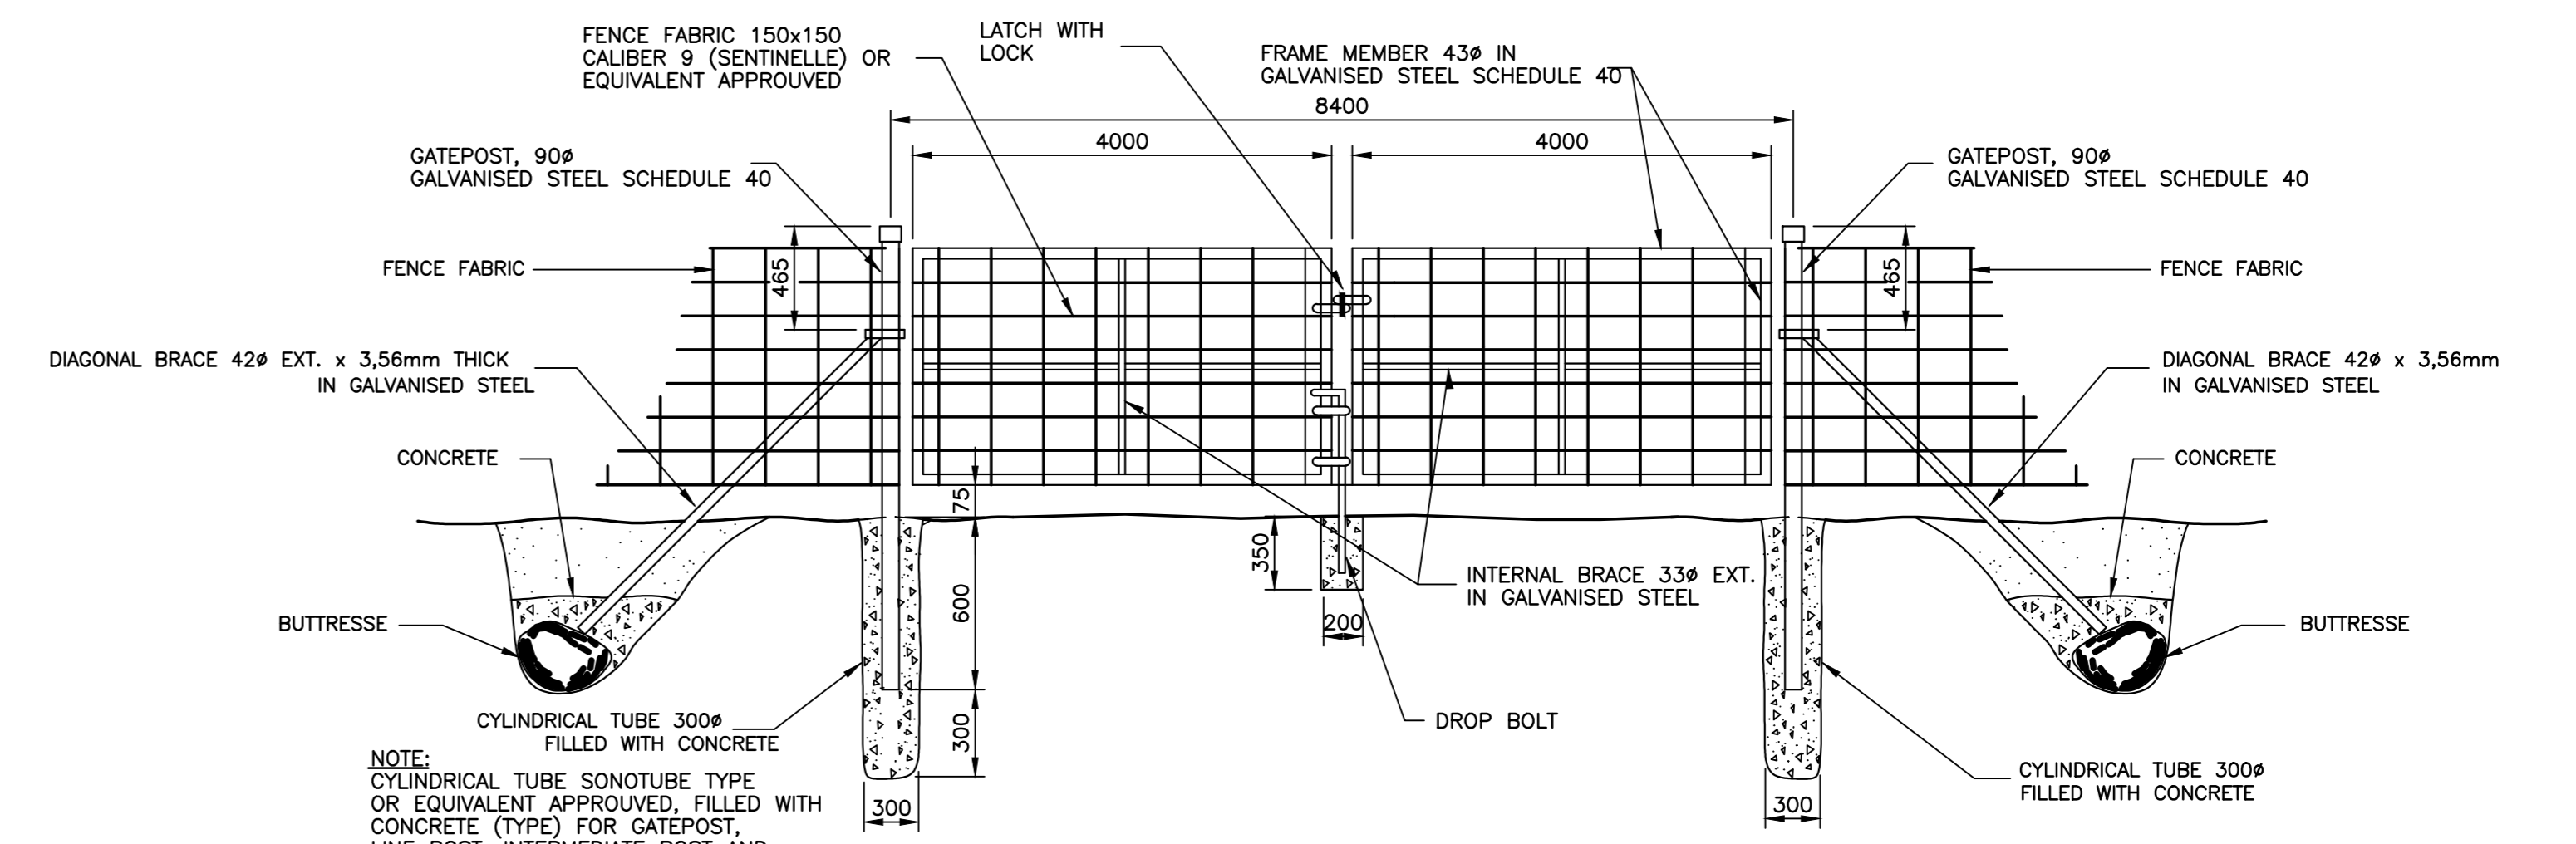 FENCE FABRIC 150x150
CALIBER 9 (SENTINELLE) OR
EQUIVALENT APPROUVED
LATCH WITH
LOCK
FRAME MEMBER 43ø IN
GALVANISED STEEL SCHEDULE 40
8400
4000
4000
GATEPOST, 90ø
GALVANISED STEEL SCHEDULE 40
GATEPOST, 90ø
GALVANISED STEEL SCHEDULE 40
FENCE FABRIC
465
465
FENCE FABRIC
DIAGONAL BRACE 42ø EXT. x 3,56mm THICK
IN GALVANISED STEEL
DIAGONAL BRACE 42ø x 3,56mm
IN GALVANISED STEEL
CONCRETE
CONCRETE
75
350
600
INTERNAL BRACE 33ø EXT.
IN GALVANISED STEEL
200
BUTTRESSE
BUTTRESSE
CYLINDRICAL TUBE 300ø
FILLED WITH CONCRETE
300
DROP BOLT
CYLINDRICAL TUBE 300ø
FILLED WITH CONCRETE
300
300
NOTE:
CYLINDRICAL TUBE SONOTUBE TYPE
OR EQUIVALENT APPROUVED, FILLED WITH
CONCRETE (TYPE) FOR GATEPOST,
LINE POST, INTERMEDIATE POST AND